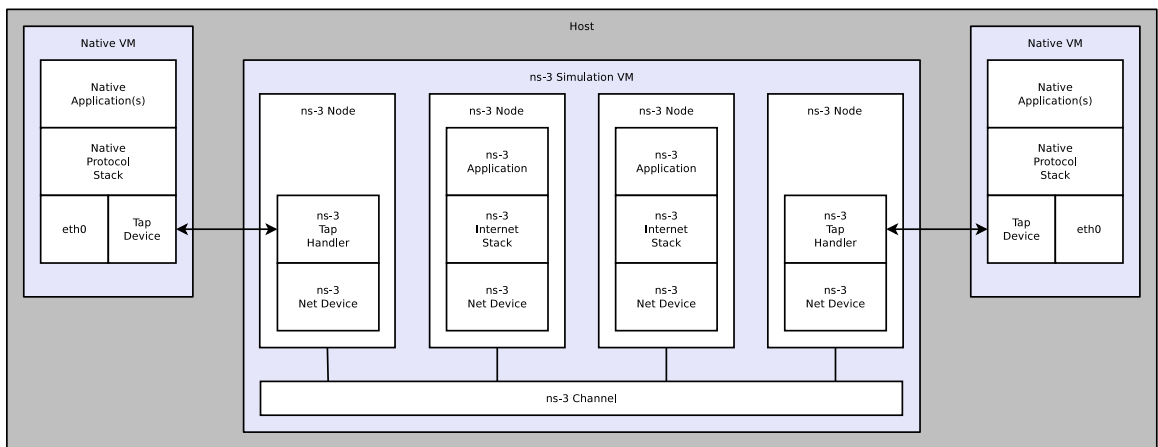 Host
Native VM
Native
Application(s)
Native
Protocol
Stack
eth0
Tap
Device
ns-3 Simulation VM
ns-3 Node
ns-3
Tap
Handler
ns-3
Net Device
ns-3 Node
ns-3
Application
ns-3
Internet
Stack
ns-3
Net Device
ns-3 Node
ns-3
Application
ns-3
Internet
Stack
ns-3
Net Device
ns-3 Node
ns-3
Tap
Handler
ns-3
Net Device
ns-3 Channel
Native VM
Native
Application(s)
Native
Protocol
Stack
Tap
Device
eth0